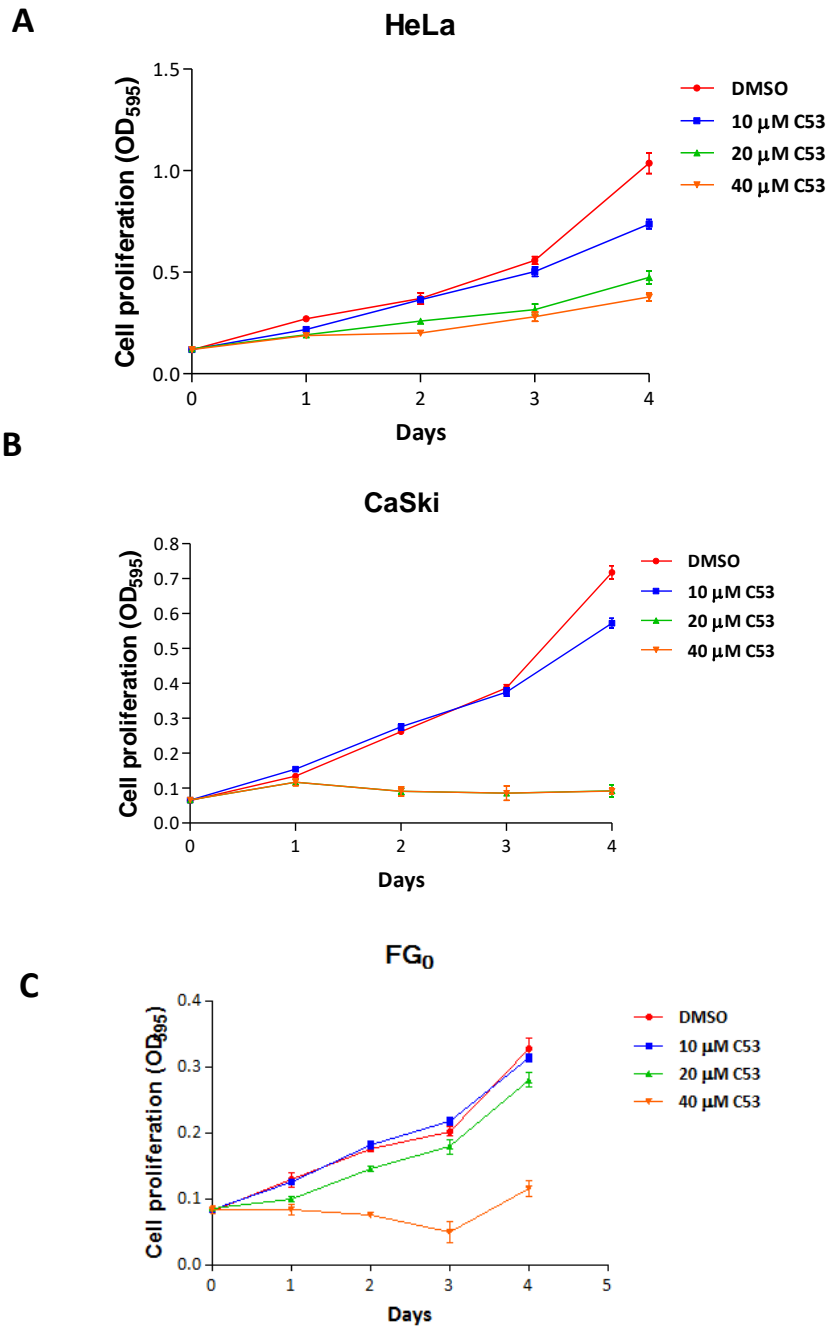 A
HeLa
Cell proliferation (OD₅₉₅)
1.5
1.0
0.5
0.0
0 1 2 3 4
Days
DMSO
10 μM C53
20 μM C53
40 μM C53
B
CaSki
Cell proliferation (OD₅₉₅)
0.8
0.7
0.6
0.5
0.4
0.3
0.2
0.1
0.0
0 1 2 3 4
Days
DMSO
10 μM C53
20 μM C53
40 μM C53
C
FG₀
Cell proliferation (OD₅₉₅)
0.4
0.3
0.2
0.1
0.0
0 1 2 3 4 5
Days
DMSO
10 μM C53
20 μM C53
40 μM C53